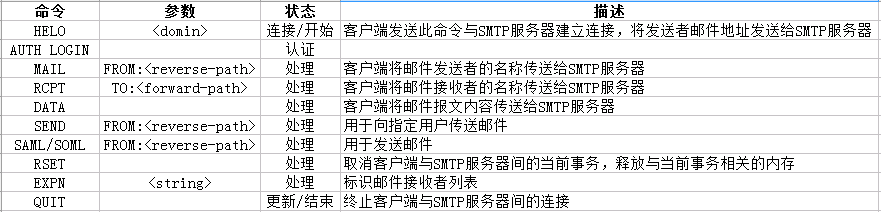 命令 参数 状态 描述
HELO <domin> 连接/开始 客户端发送此命令与SMTP服务器建立连接，将发送者邮件地址发送给SMTP服务器
AUTH LOGIN 认证
MAIL FROM:<reverse-path> 处理 客户端将邮件发送者的名称传送给SMTP服务器
RCPT TO:<forward-path> 处理 客户端将邮件接收者的名称传送给SMTP服务器
DATA 处理 客户端将邮件报文内容传送给SMTP服务器
SEND FROM:<reverse-path> 处理 用于向指定用户传送邮件
SAML/SOML FROM:<reverse-path> 处理 用于发送邮件
RSET 处理 取消客户端与SMTP服务器间的当前事务，释放与当前事务相关的内存
EXPN <string> 处理 标识邮件接收者列表
QUIT 更新/结束 终止客户端与SMTP服务器间的连接